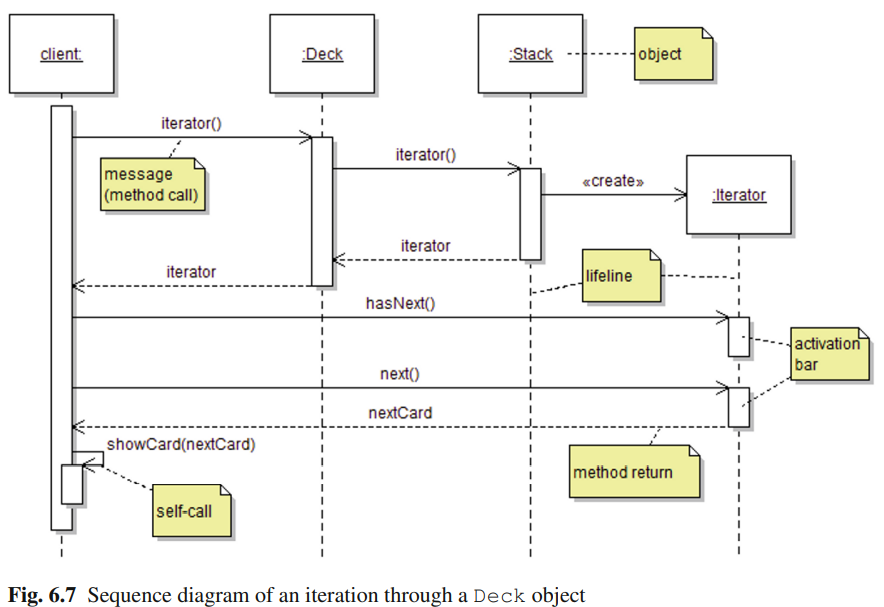 client:
:Deck
:Stack
object
iterator()
message
(method call)
iterator()
«create»
:Iterator
iterator
iterator
lifeline
hasNext()
activation
bar
next()
nextCard
showCard(nextCard)
method return
self-call
Fig. 6.7 Sequence diagram of an iteration through a Deck object